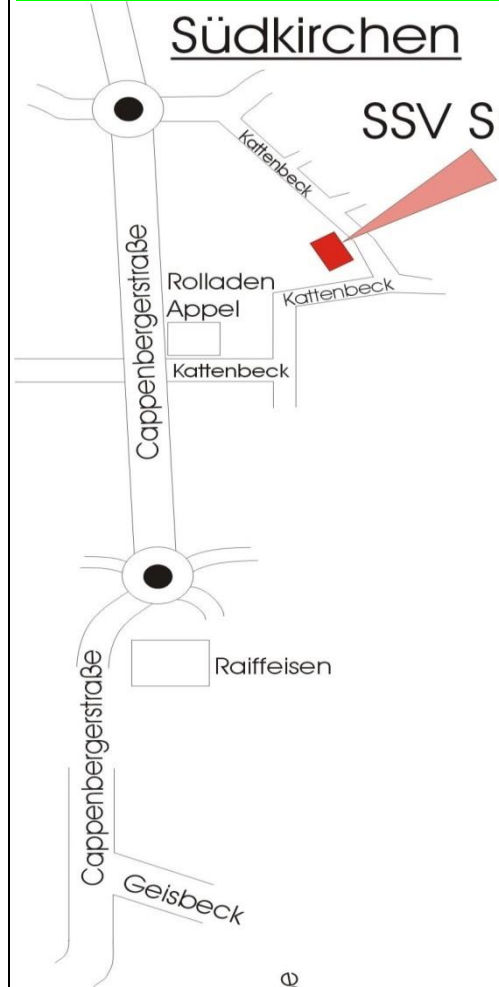 Südkirchen
SSV S
Kattenbeck
Rolladen
Appel
Kattenbeck
Cappenbergerstraße
Kattenbeck
Raiffeisen
Cappenbergerstraße
Geisbeck
e